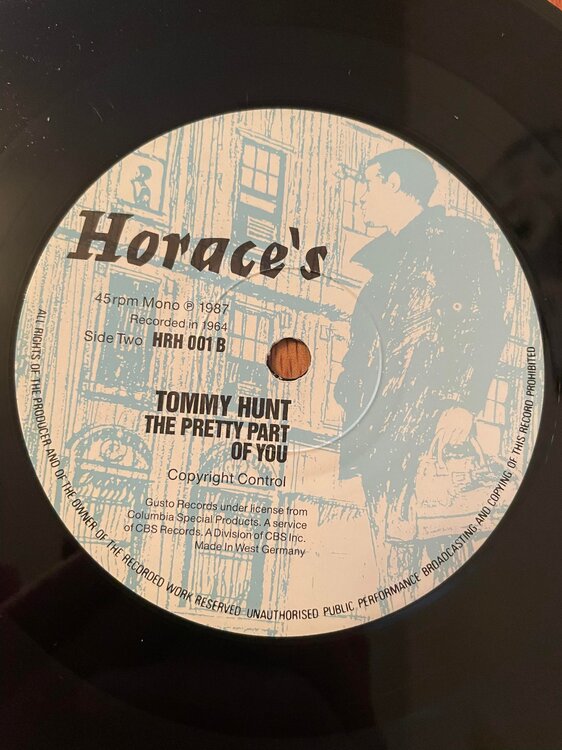 Horace's
45rpm Mono ℗ 1987
Recorded in 1964
Side Two HRH 001 B
TOMMY HUNT
THE PRETTY PART
OF YOU
Copyright Control
Gusto Records under license from
Columbia Special Products. A service
of CBS Records. A Division of CBS Inc.
Made In West Germany
ALL RIGHTS OF THE PRODUCER AND OF THE OWNER OF THE RECORDED WORK RESERVED. UNAUTHORISED PUBLIC PERFORMANCE BROADCASTING AND COPYING OF THIS RECORD PROHIBITED